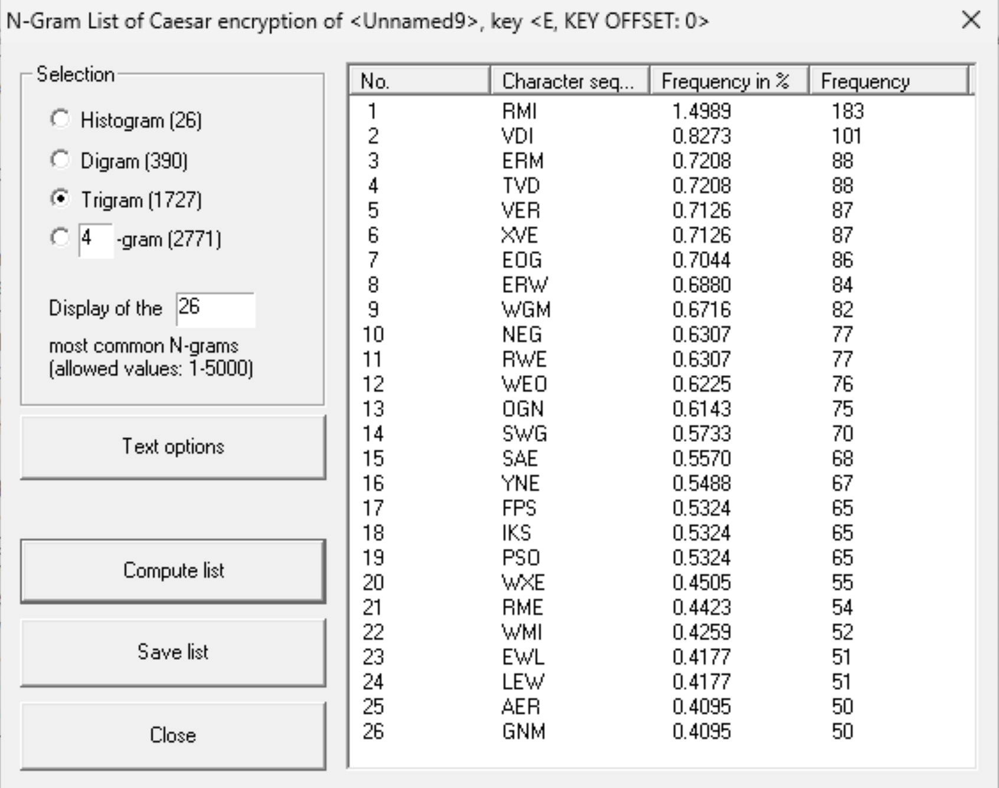 N-Gram List of Caesar encryption of <Unnamed9>, key <E, KEY OFFSET: 0>
Selection
Histogram (26)
Digram (390)
Trigram (1727)
4 -gram (2771)
Display of the 26
most common N-grams
(allowed values: 1-5000)
Text options
Compute list
Save list
Close
No. Character seq... Frequency in % Frequency
1 RMI 1.4989 183
2 VDI 0.8273 101
3 ERM 0.7208 88
4 TVD 0.7208 88
5 VER 0.7126 87
6 XVE 0.7126 87
7 EOG 0.7044 86
8 ERW 0.6880 84
9 WGM 0.6716 82
10 NEG 0.6307 77
11 RWE 0.6307 77
12 WEO 0.6225 76
13 OGN 0.6143 75
14 SWG 0.5733 70
15 SAE 0.5570 68
16 YNE 0.5488 67
17 FPS 0.5324 65
18 IKS 0.5324 65
19 PSO 0.5324 65
20 WXE 0.4505 55
21 RME 0.4423 54
22 WMI 0.4259 52
23 EWL 0.4177 51
24 LEW 0.4177 51
25 AER 0.4095 50
26 GNM 0.4095 50